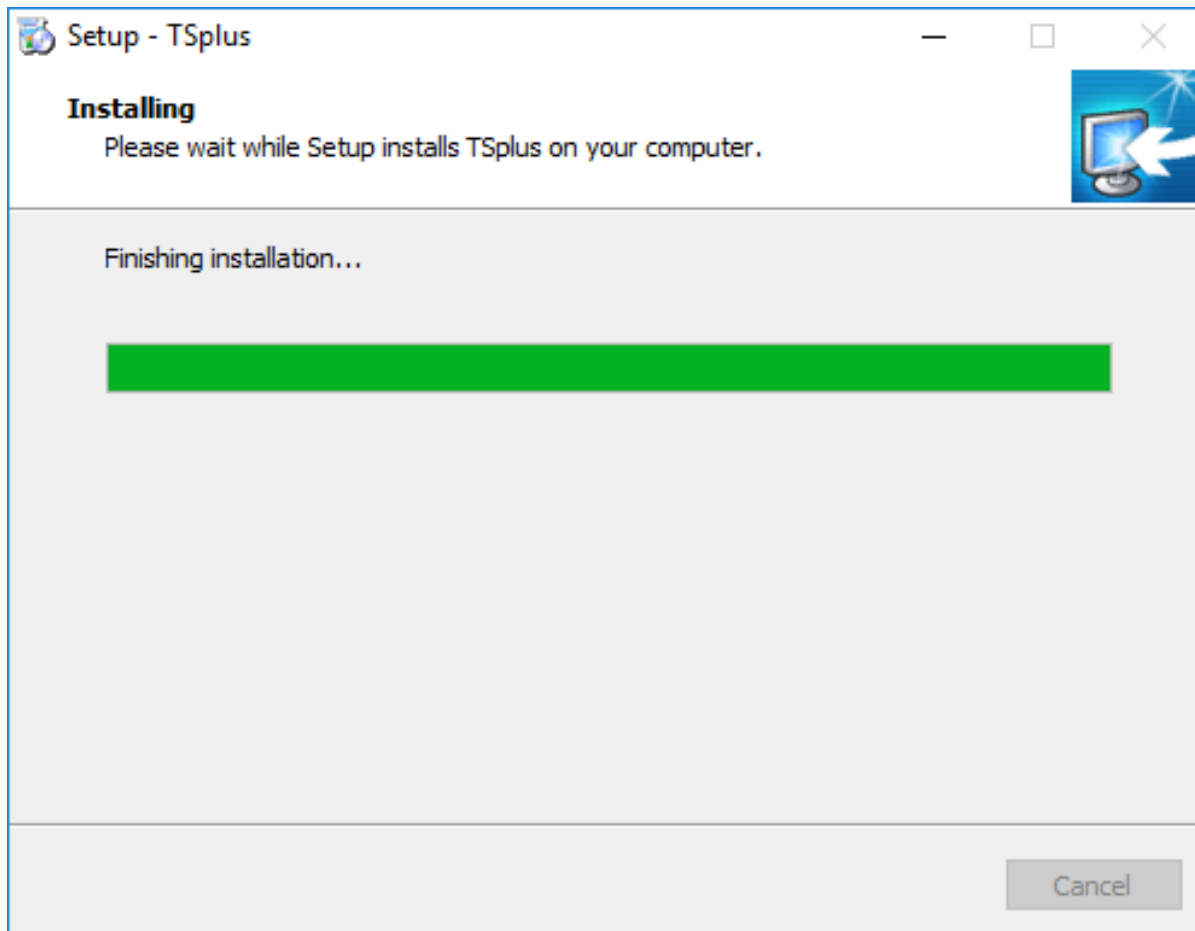 Setup - TSplus
Installing
Please wait while Setup installs TSplus on your computer.
Finishing installation...
Cancel